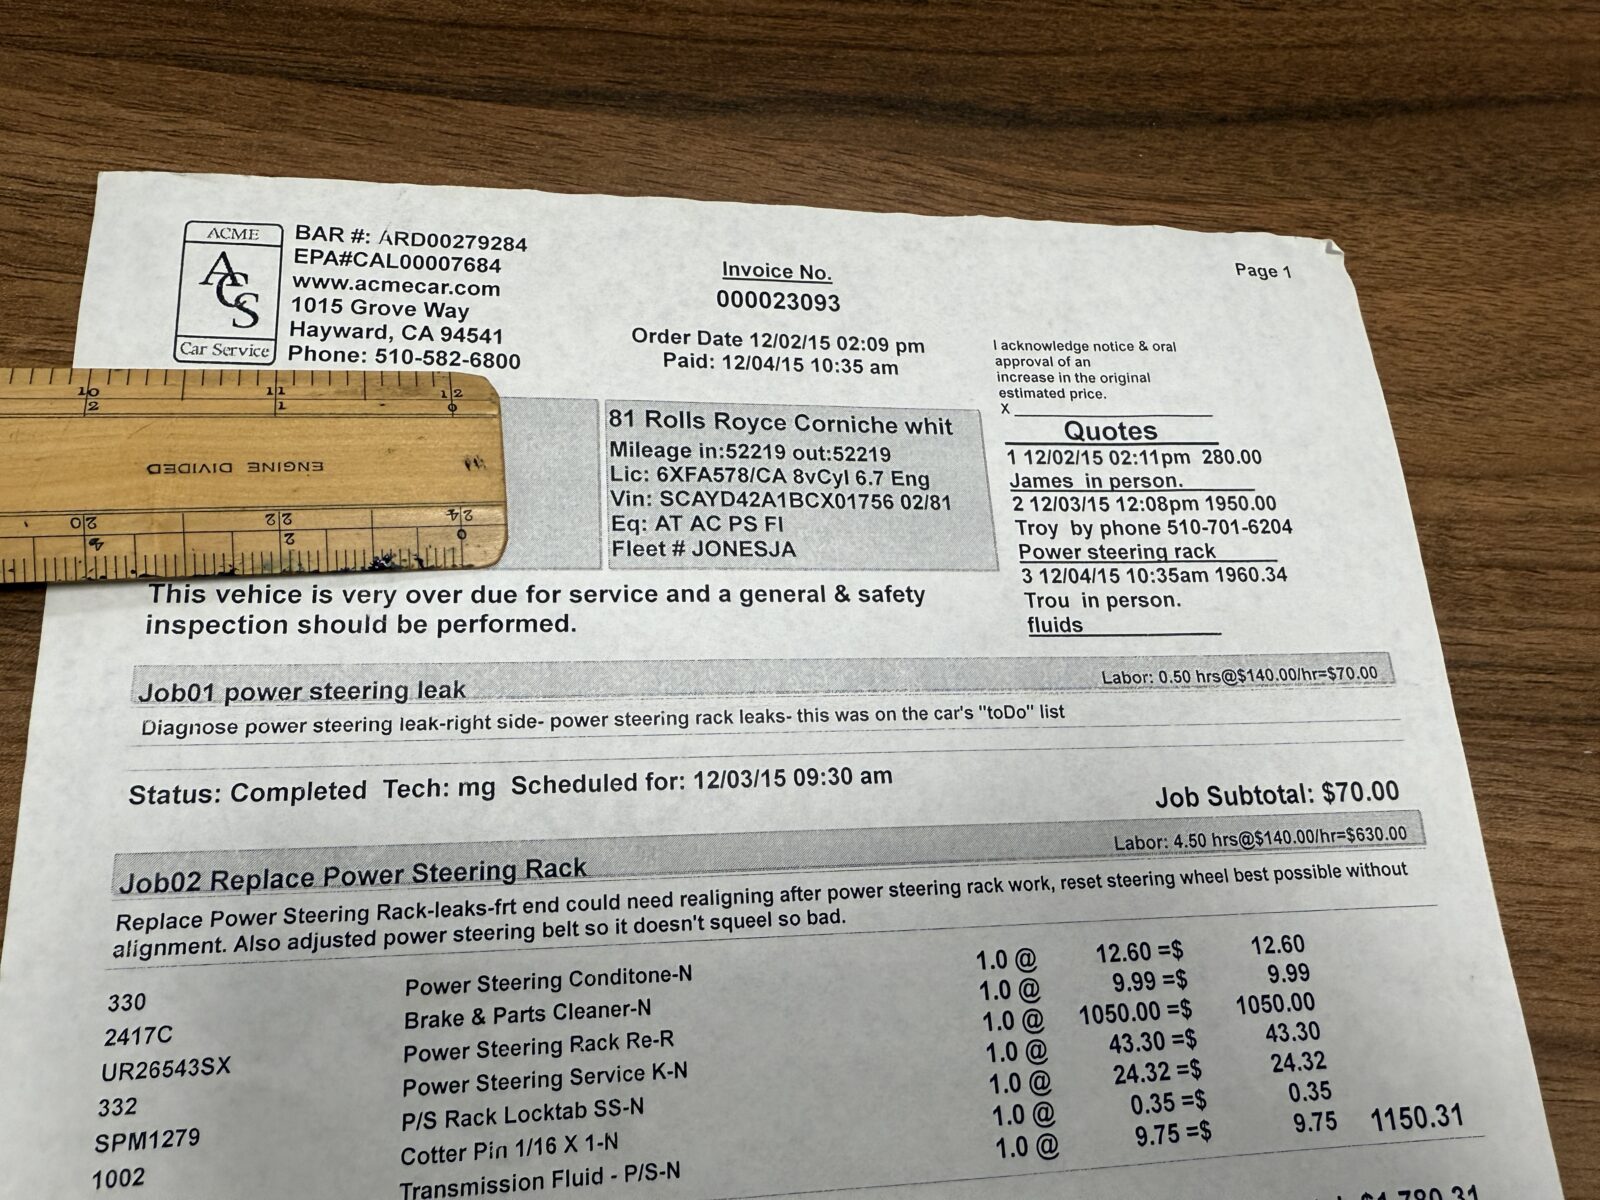 ACME
ACS
Car Service
BAR #: ARD00279284
EPA#CAL00007684
www.acmecar.com
1015 Grove Way
Hayward, CA 94541
Phone: 510-582-6800
Invoice No.
000023093
Order Date 12/02/15 02:09 pm
Paid: 12/04/15 10:35 am
Page 1
I acknowledge notice & oral
approval of an
increase in the original
estimated price.
X
Quotes
1 12/02/15 02:11pm 280.00
James in person.
2 12/03/15 12:08pm 1950.00
Troy by phone 510-701-6204
Power steering rack
3 12/04/15 10:35am 1960.34
Trou in person.
fluids
10 11 12
2 1 0
ENGINE DIVIDED
20 22 24
4 2 0
81 Rolls Royce Corniche whit
Mileage in:52219 out:52219
Lic: 6XFA578/CA 8vCyl 6.7 Eng
Vin: SCAYD42A1BCX01756 02/81
Eq: AT AC PS FI
Fleet # JONESJA
This vehice is very over due for service and a general & safety
inspection should be performed.
Job01 power steering leak Labor: 0.50 hrs@$140.00/hr=$70.00
Diagnose power steering leak-right side- power steering rack leaks- this was on the car's "toDo" list
Status: Completed Tech: mg Scheduled for: 12/03/15 09:30 am
Job Subtotal: $70.00
Job02 Replace Power Steering Rack Labor: 4.50 hrs@$140.00/hr=$630.00
Replace Power Steering Rack-leaks-frt end could need realigning after power steering rack work, reset steering wheel best possible without
alignment. Also adjusted power steering belt so it doesn't squeel so bad.
330 Power Steering Conditone-N 1.0 @ 12.60 =$ 12.60
2417C Brake & Parts Cleaner-N 1.0 @ 9.99 =$ 9.99
UR26543SX Power Steering Rack Re-R 1.0 @ 1050.00 =$ 1050.00
332 Power Steering Service K-N 1.0 @ 43.30 =$ 43.30
SPM1279 P/S Rack Locktab SS-N 1.0 @ 24.32 =$ 24.32
1002 Cotter Pin 1/16 X 1-N 1.0 @ 0.35 =$ 0.35
Transmission Fluid - P/S-N 1.0 @ 9.75 =$ 9.75 1150.31
$1,780.31